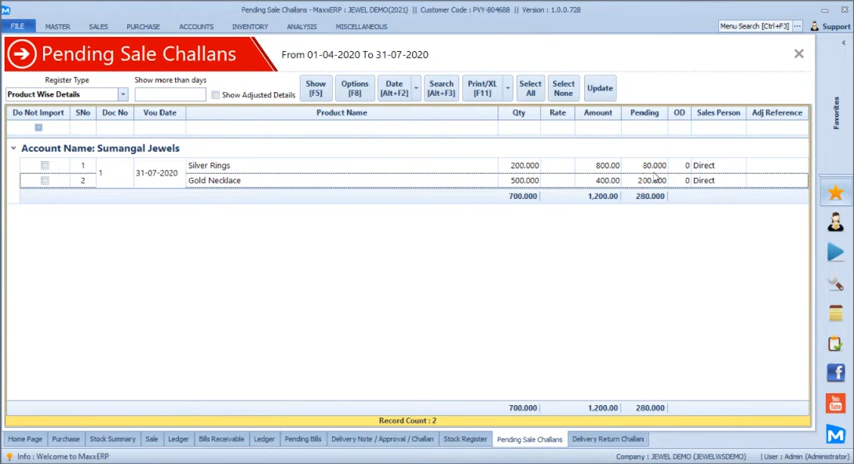 Pending Sale Challans - MaxxERP : JEWEL DEMO(2021) | Customer Code : PVY-804688 | Version : 1.0.0.728
FILE MASTER SALES PURCHASE ACCOUNTS INVENTORY ANALYSIS MISCELLANEOUS Menu Search [Ctrl+F3] ... Support
Pending Sale Challans From 01-04-2020 To 31-07-2020
Register Type Show more than days
Product Wise Details Show Adjusted Details
Show [F5] Options [F8] Date [Alt+F2] Search [Alt+F3] Print/XL [F11] Select All Select None Update
Do Not Import SNo Doc No Vou Date Product Name Qty Rate Amount Pending OD Sales Person Adj Reference
Account Name: Sumangal Jewels
1 1 31-07-2020 Silver Rings 200.000 800.00 80.000 0 Direct
2 Gold Necklace 500.000 400.00 200.000 0 Direct
700.000 1,200.00 280.000
700.000 1,200.00 280.000
Record Count : 2
Favorites
You Tube
Home Page Purchase Stock Summary Sale Ledger Bills Receivable Ledger Pending Bills Delivery Note / Approval / Challan Stock Register Pending Sale Challans Delivery Return Challan
Info : Welcome to MaxxERP Company : JEWEL DEMO (JEWELWSDEMO) User : Admin (Administrator)